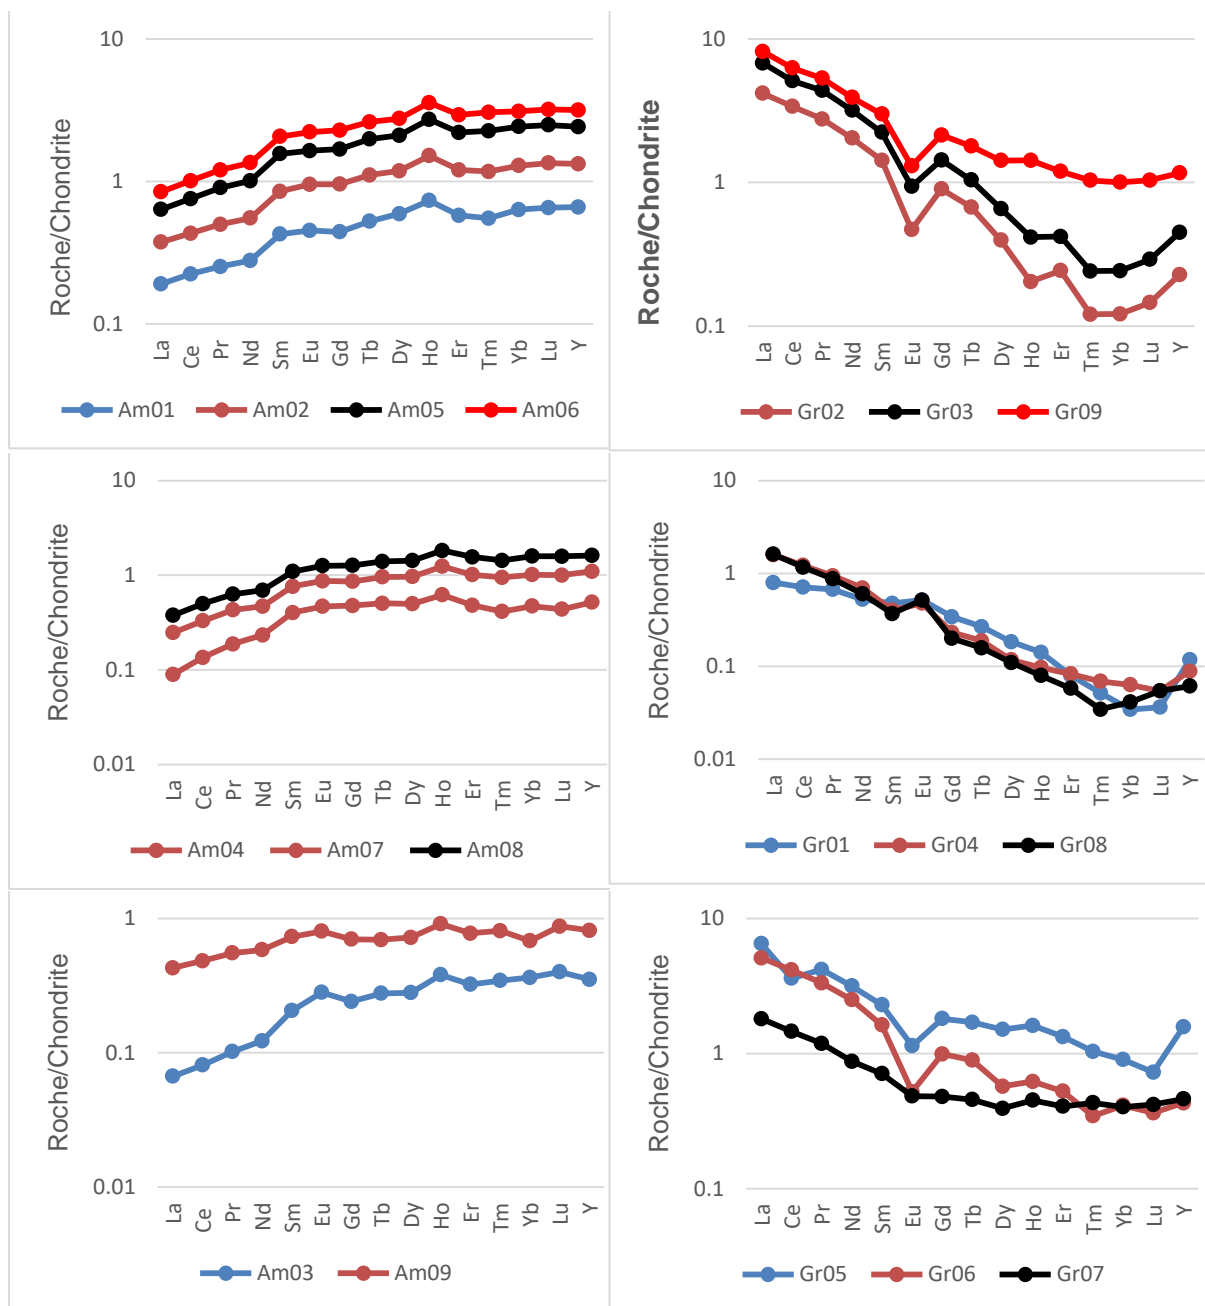 10
1
0.1
Roche/Chondrite
La Ce Pr Nd Sm Eu Gd Tb Dy Ho Er Tm Yb Lu Y
Am01 Am02 Am05 Am06
10
1
0.1
Roche/Chondrite
La Ce Pr Nd Sm Eu Gd Tb Dy Ho Er Tm Yb Lu Y
Gr02 Gr03 Gr09
10
1
0.1
0.01
Roche/Chondrite
La Ce Pr Nd Sm Eu Gd Tb Dy Ho Er Tm Yb Lu Y
Am04 Am07 Am08
10
1
0.1
0.01
Roche/Chondrite
La Ce Pr Nd Sm Eu Gd Tb Dy Ho Er Tm Yb Lu Y
Gr01 Gr04 Gr08
1
0.1
0.01
Roche/Chondrite
La Ce Pr Nd Sm Eu Gd Tb Dy Ho Er Tm Yb Lu Y
Am03 Am09
10
1
0.1
Roche/Chondrite
La Ce Pr Nd Sm Eu Gd Tb Dy Ho Er Tm Yb Lu Y
Gr05 Gr06 Gr07